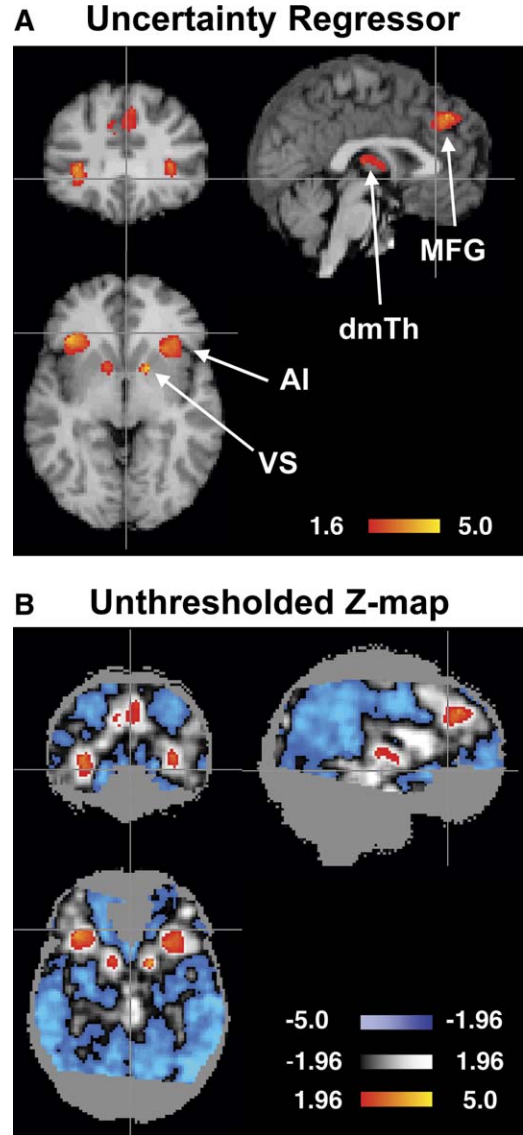 A Uncertainty Regressor
MFG
dmTh
AI
VS
1.6 5.0
B Unthresholded Z-map
-5.0 -1.96
-1.96 1.96
1.96 5.0